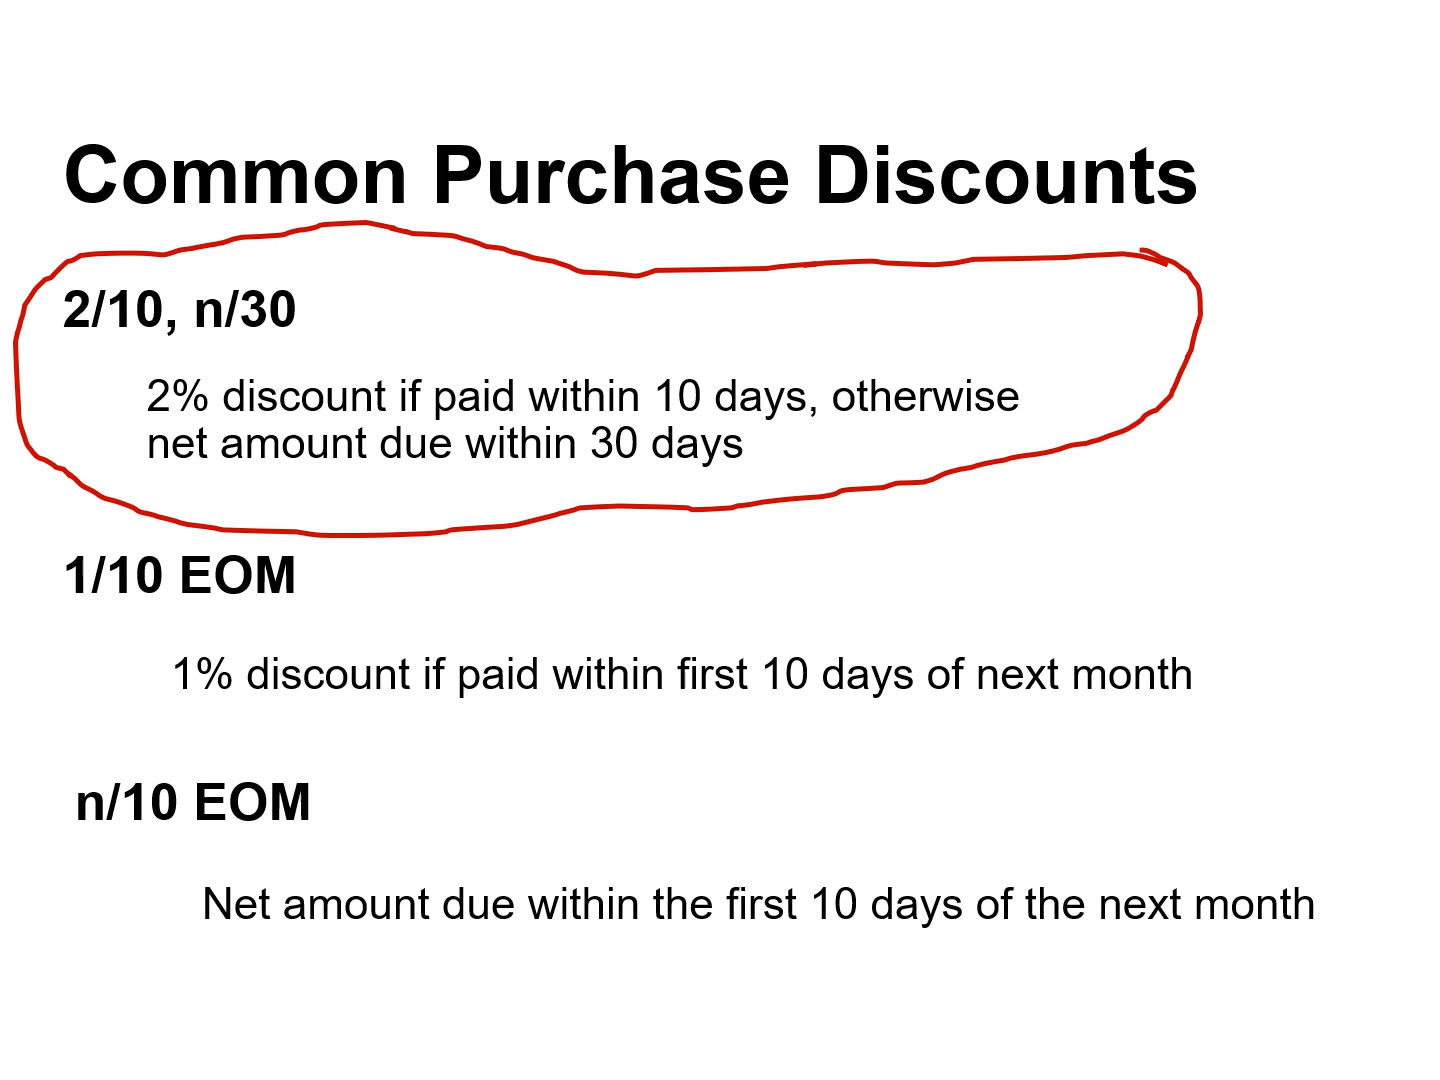 Common Purchase Discounts
2/10, n/30
2% discount if paid within 10 days, otherwise
net amount due within 30 days
1/10 EOM
1% discount if paid within first 10 days of next month
n/10 EOM
Net amount due within the first 10 days of the next month